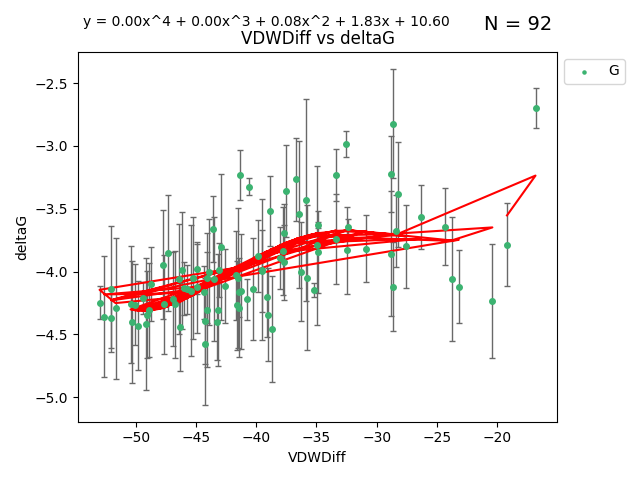 y = 0.00x^4 + 0.00x^3 + 0.08x^2 + 1.83x + 10.60
N = 92
VDWDiff vs deltaG
G
deltaG
−2.5
−3.0
−3.5
−4.0
−4.5
−5.0
−50 −45 −40 −35 −30 −25 −20
VDWDiff